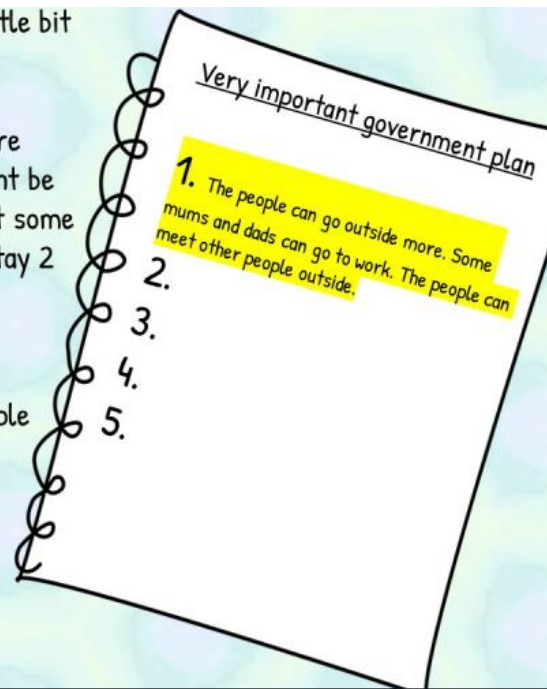 tle bit
re
nt be
t some
tay 2
ple
Very important government plan
1. The people can go outside more. Some
mums and dads can go to work. The people can
meet other people outside.
2.
3.
4.
5.